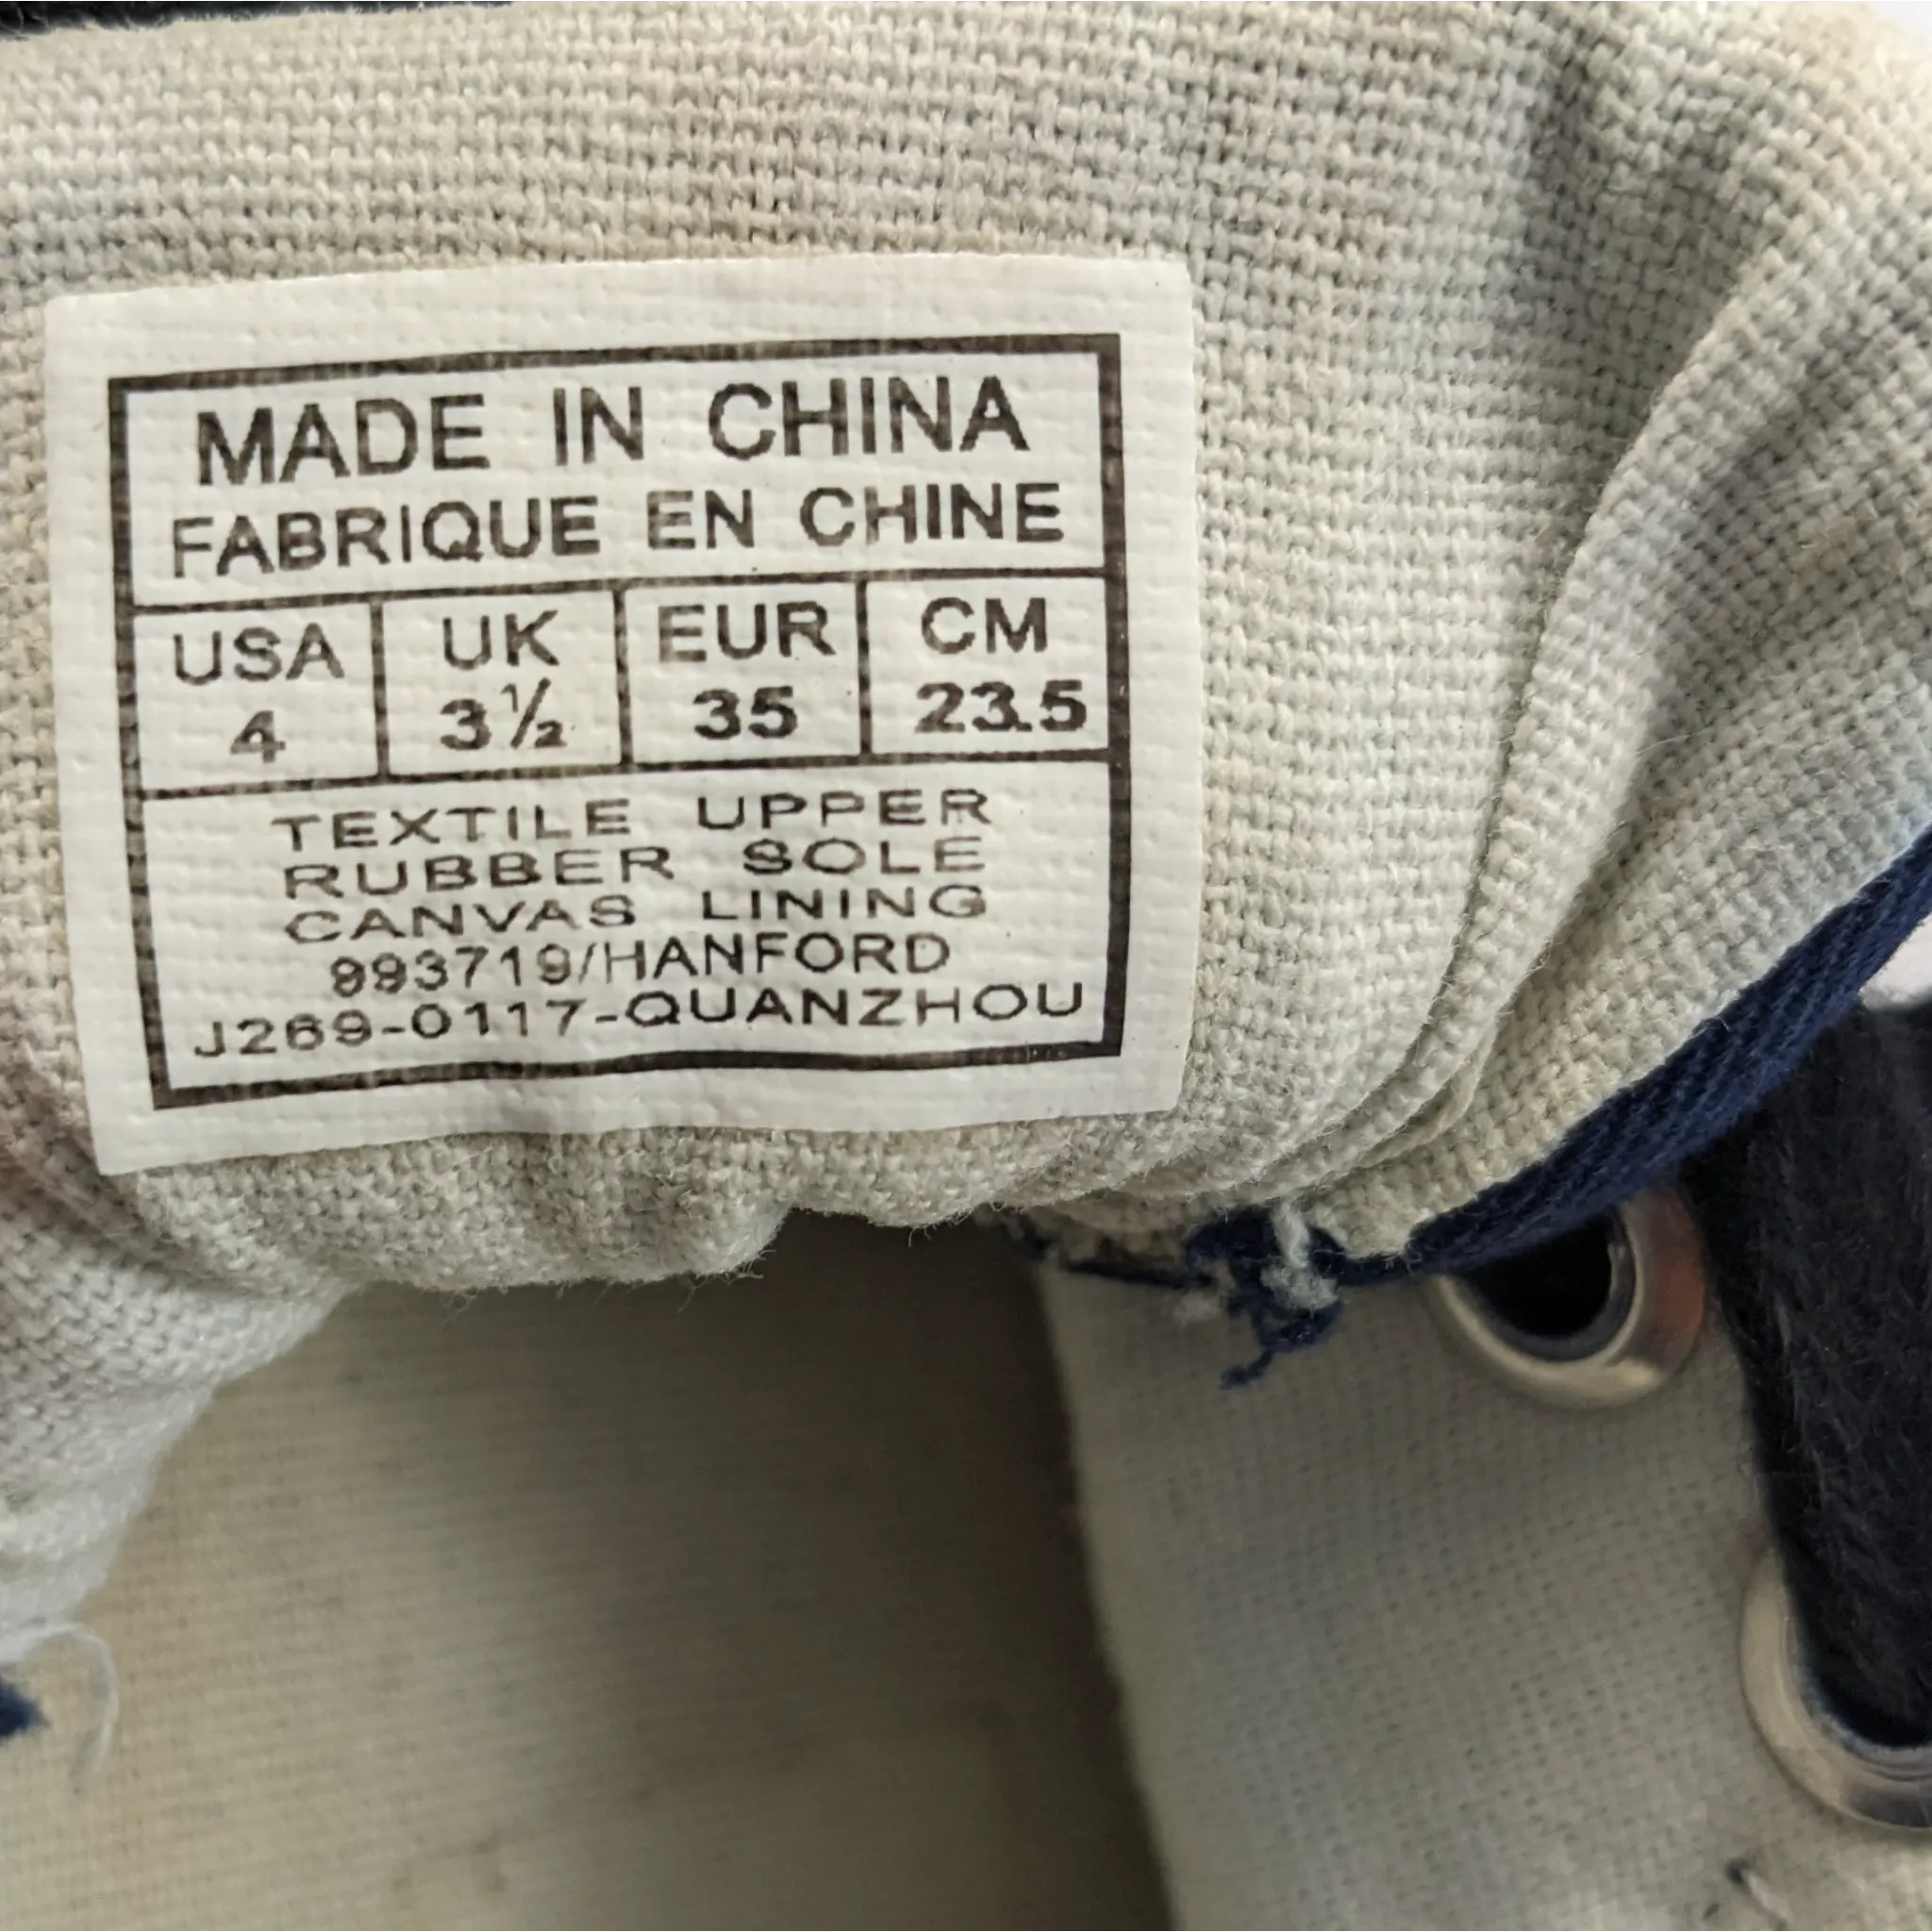 MADE IN CHINA
FABRIQUE EN CHINE
USA UK EUR CM
4 3½ 35 23.5
TEXTILE UPPER
RUBBER SOLE
CANVAS LINING
993719/HANFORD
J269-0117-QUANZHOU